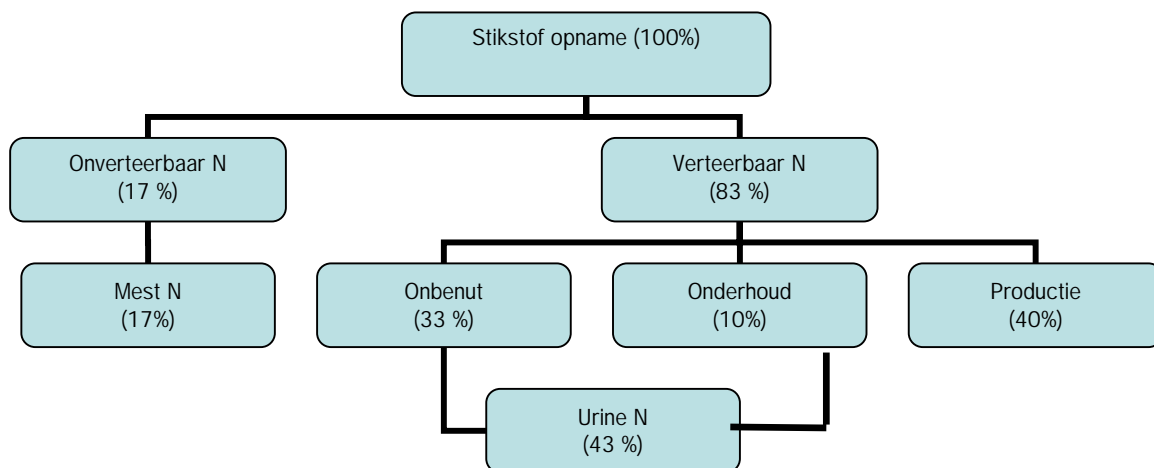 Stikstof opname (100%)
Onverteerbaar N
(17 %)
Verteerbaar N
(83 %)
Mest N
(17%)
Onbenut
(33 %)
Onderhoud
(10%)
Productie
(40%)
Urine N
(43 %)